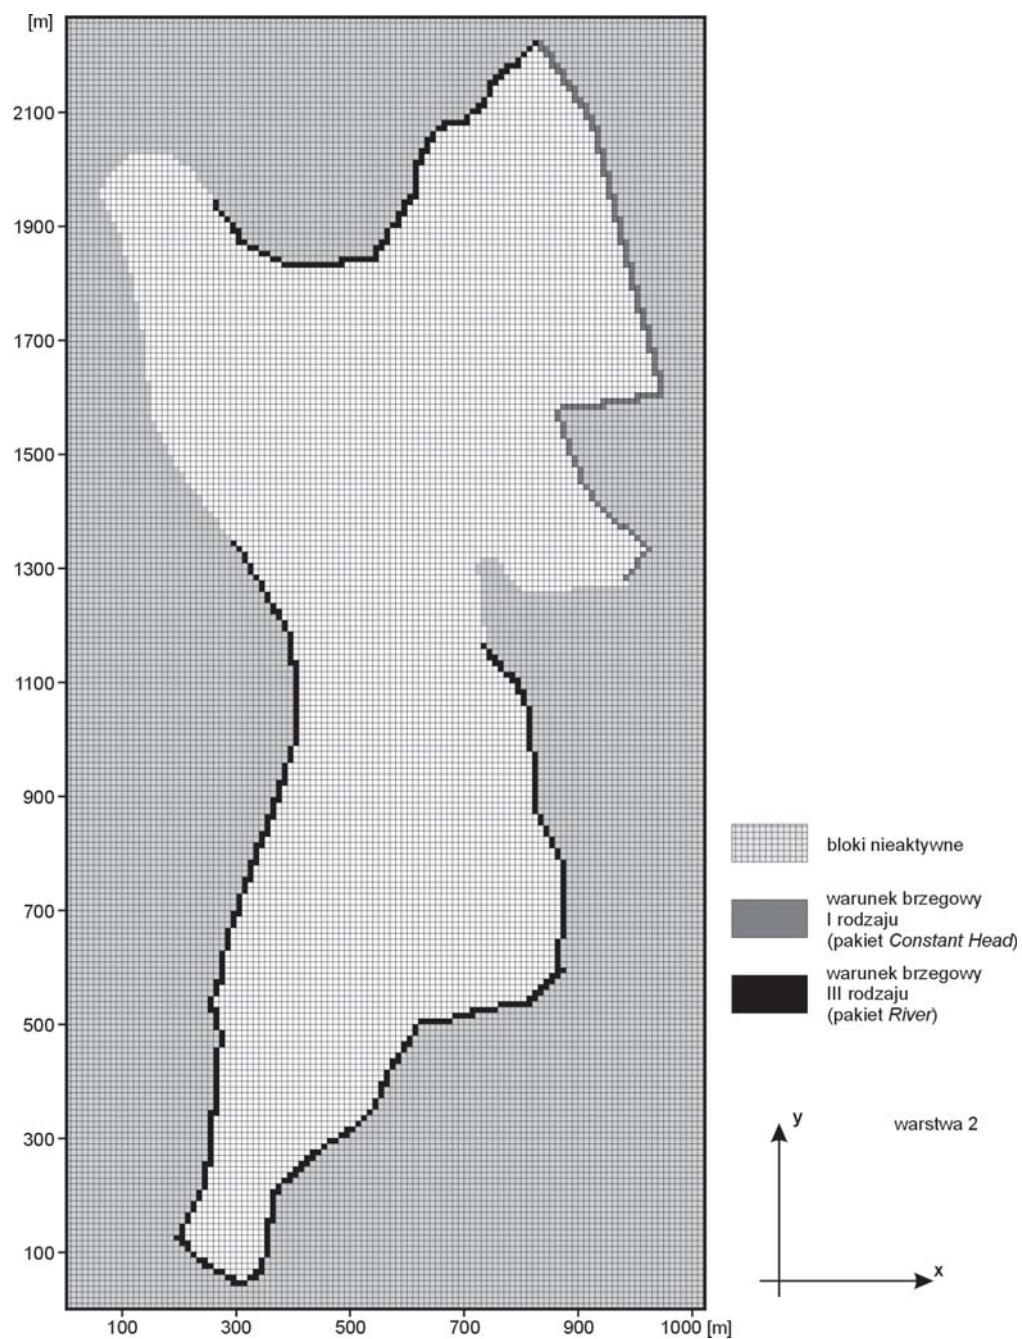 [m]
2100
1900
1700
1500
1300
1100
900
700
500
300
100
100 300 500 700 900 1000 [m]
bloki nieaktywne
warunek brzegowy
I rodzaju
(pakiet Constant Head)
warunek brzegowy
III rodzaju
(pakiet River)
y
warstwa 2
x